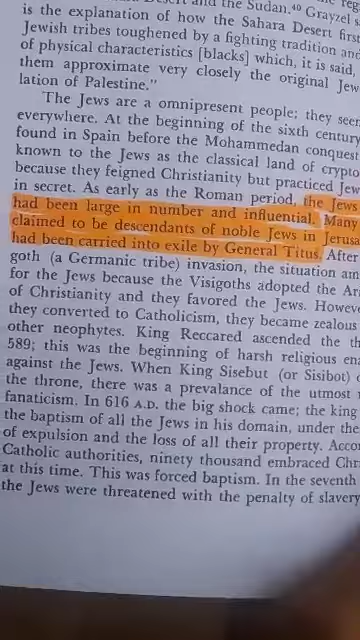 Desert and the Sudan.⁴⁰ Grayzel
is the explanation of how the Sahara Desert first
Jewish tribes toughened by a fighting tradition and
of physical characteristics [blacks] which, it is said,
them approximate very closely the original Jew
lation of Palestine."
The Jews are a omnipresent people; they seem
everywhere. At the beginning of the sixth century
found in Spain before the Mohammedan conquest
known to the Jews as the classical land of crypto
because they feigned Christianity but practiced Jew
in secret. As early as the Roman period, the Jews
had been large in number and influential. Many
claimed to be descendants of noble Jews in Jerusa
had been carried into exile by General Titus. After
goth (a Germanic tribe) invasion, the situation am
for the Jews because the Visigoths adopted the Ar
of Christianity and they favored the Jews. Howev
they converted to Catholicism, they became zealous
other neophytes. King Reccared ascended the th
589; this was the beginning of harsh religious ena
against the Jews. When King Sisebut (or Sisibot)
the throne, there was a prevalance of the utmost
fanaticism. In 616 A.D. the big shock came; the king
the baptism of all the Jews in his domain, under the
of expulsion and the loss of all their property. Acco
Catholic authorities, ninety thousand embraced Chr
at this time. This was forced baptism. In the seventh
the Jews were threatened with the penalty of slavery